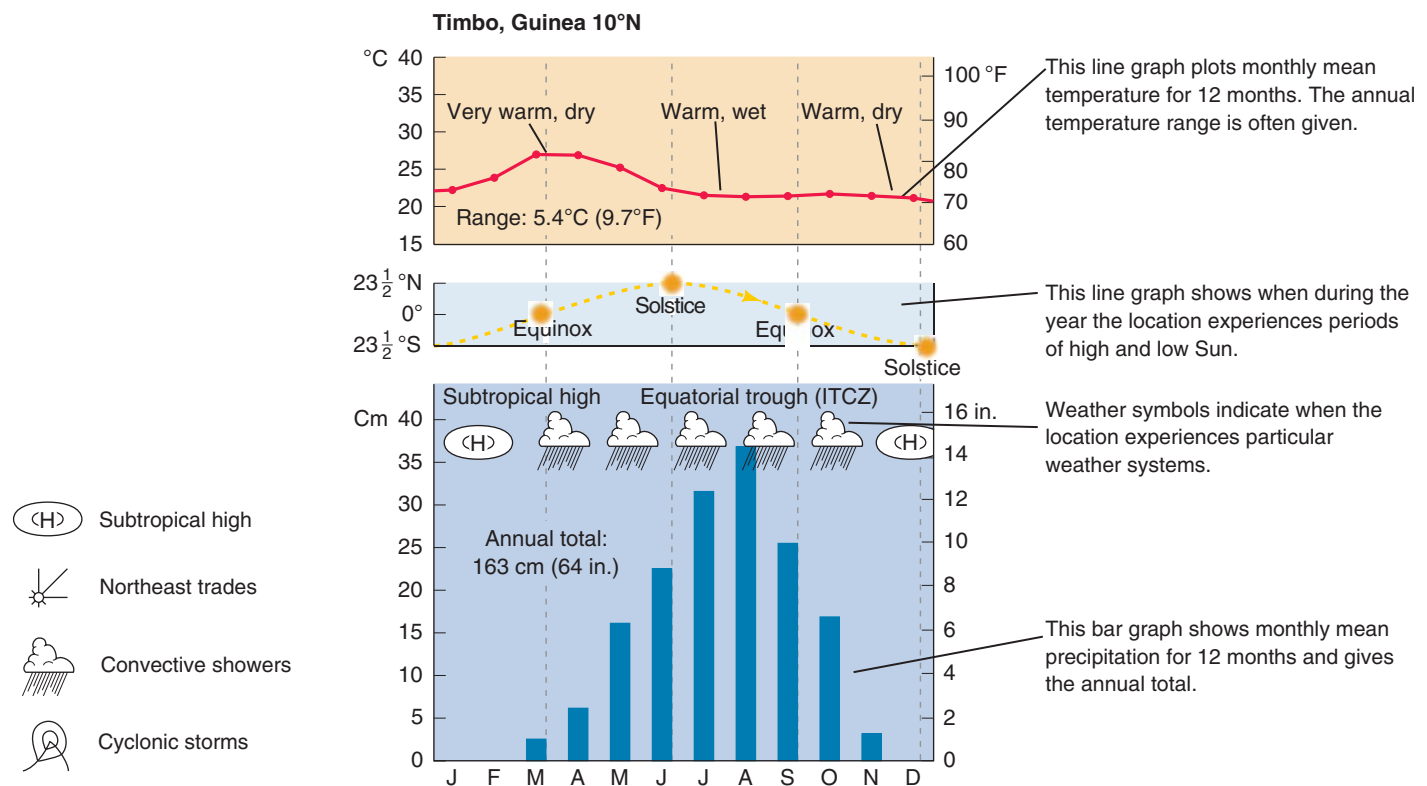 Timbo, Guinea 10°N
°C 40
35
30
25
20
15
100 °F
90
80
70
60
Very warm, dry
Warm, wet
Warm, dry
Range: 5.4°C (9.7°F)
This line graph plots monthly mean
temperature for 12 months. The annual
temperature range is often given.
23 1/2 °N
0°
23 1/2 °S
Equinox
Solstice
Equ ox
Solstice
This line graph shows when during the
year the location experiences periods
of high and low Sun.
Subtropical high
Equatorial trough (ITCZ)
Cm 40
35
30
25
20
15
10
5
0
16 in.
14
12
10
8
6
4
2
0
H
H
Annual total:
163 cm (64 in.)
J F M A M J J A S O N D
Weather symbols indicate when the
location experiences particular
weather systems.
This bar graph shows monthly mean
precipitation for 12 months and gives
the annual total.
H Subtropical high
Northeast trades
Convective showers
Cyclonic storms